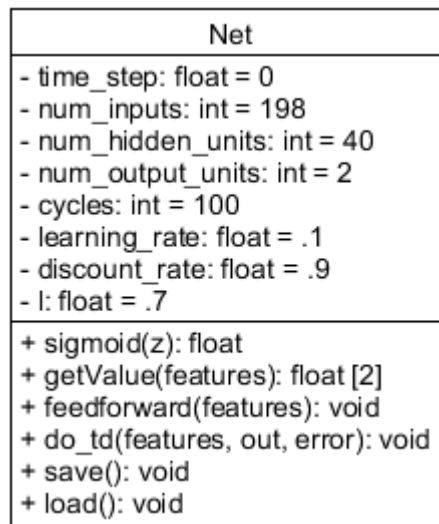 Net
- time_step: float = 0
- num_inputs: int = 198
- num_hidden_units: int = 40
- num_output_units: int = 2
- cycles: int = 100
- learning_rate: float = .1
- discount_rate: float = .9
- l: float = .7
+ sigmoid(z): float
+ getValue(features): float [2]
+ feedforward(features): void
+ do_td(features, out, error): void
+ save(): void
+ load(): void